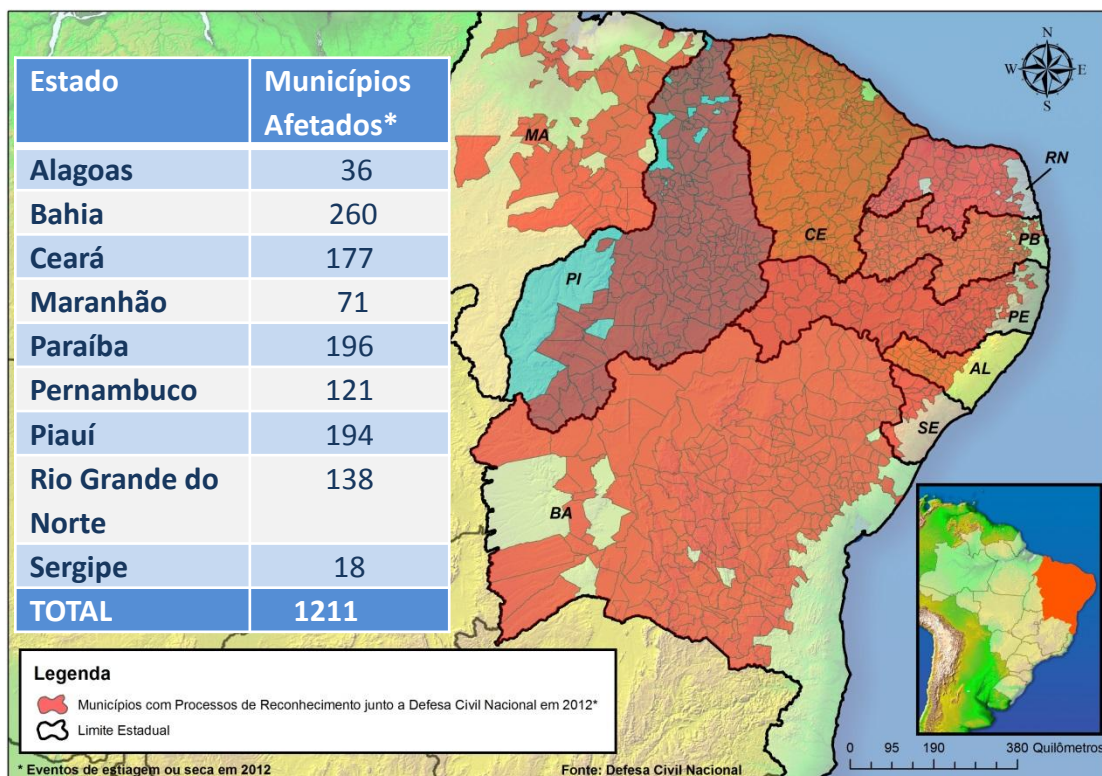 Estado Municípios
Afetados*
Alagoas 36
Bahia 260
Ceará 177
Maranhão 71
Paraíba 196
Pernambuco 121
Piauí 194
Rio Grande do 138
Norte
Sergipe 18
TOTAL 1211
N
W E
S
MA
RN
CE
PB
PI
PE
AL
SE
BA
Legenda
Municípios com Processos de Reconhecimento junto a Defesa Civil Nacional em 2012*
Limite Estadual
0 95 190 380 Quilômetros
* Eventos de estiagem ou seca em 2012 Fonte: Defesa Civil Nacional